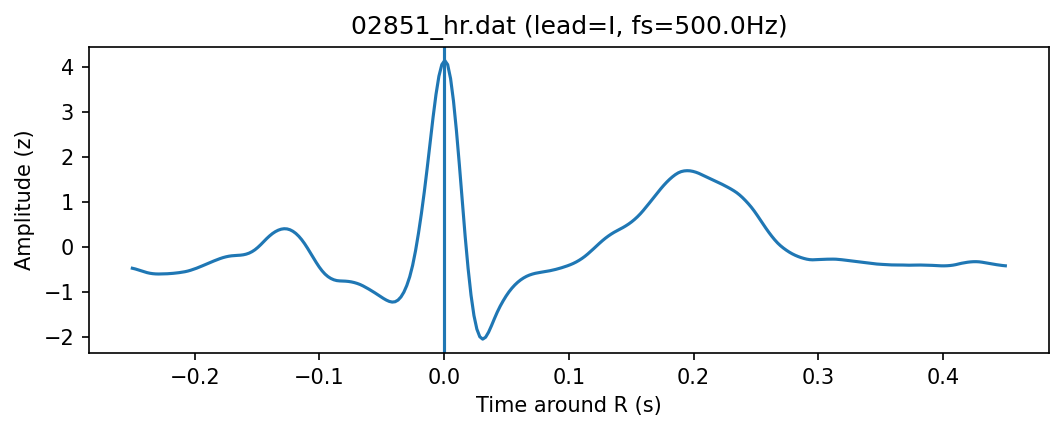 02851_hr.dat (lead=I, fs=500.0Hz)
Amplitude (z)
4
3
2
1
0
−1
−2
−0.2 −0.1 0.0 0.1 0.2 0.3 0.4
Time around R (s)